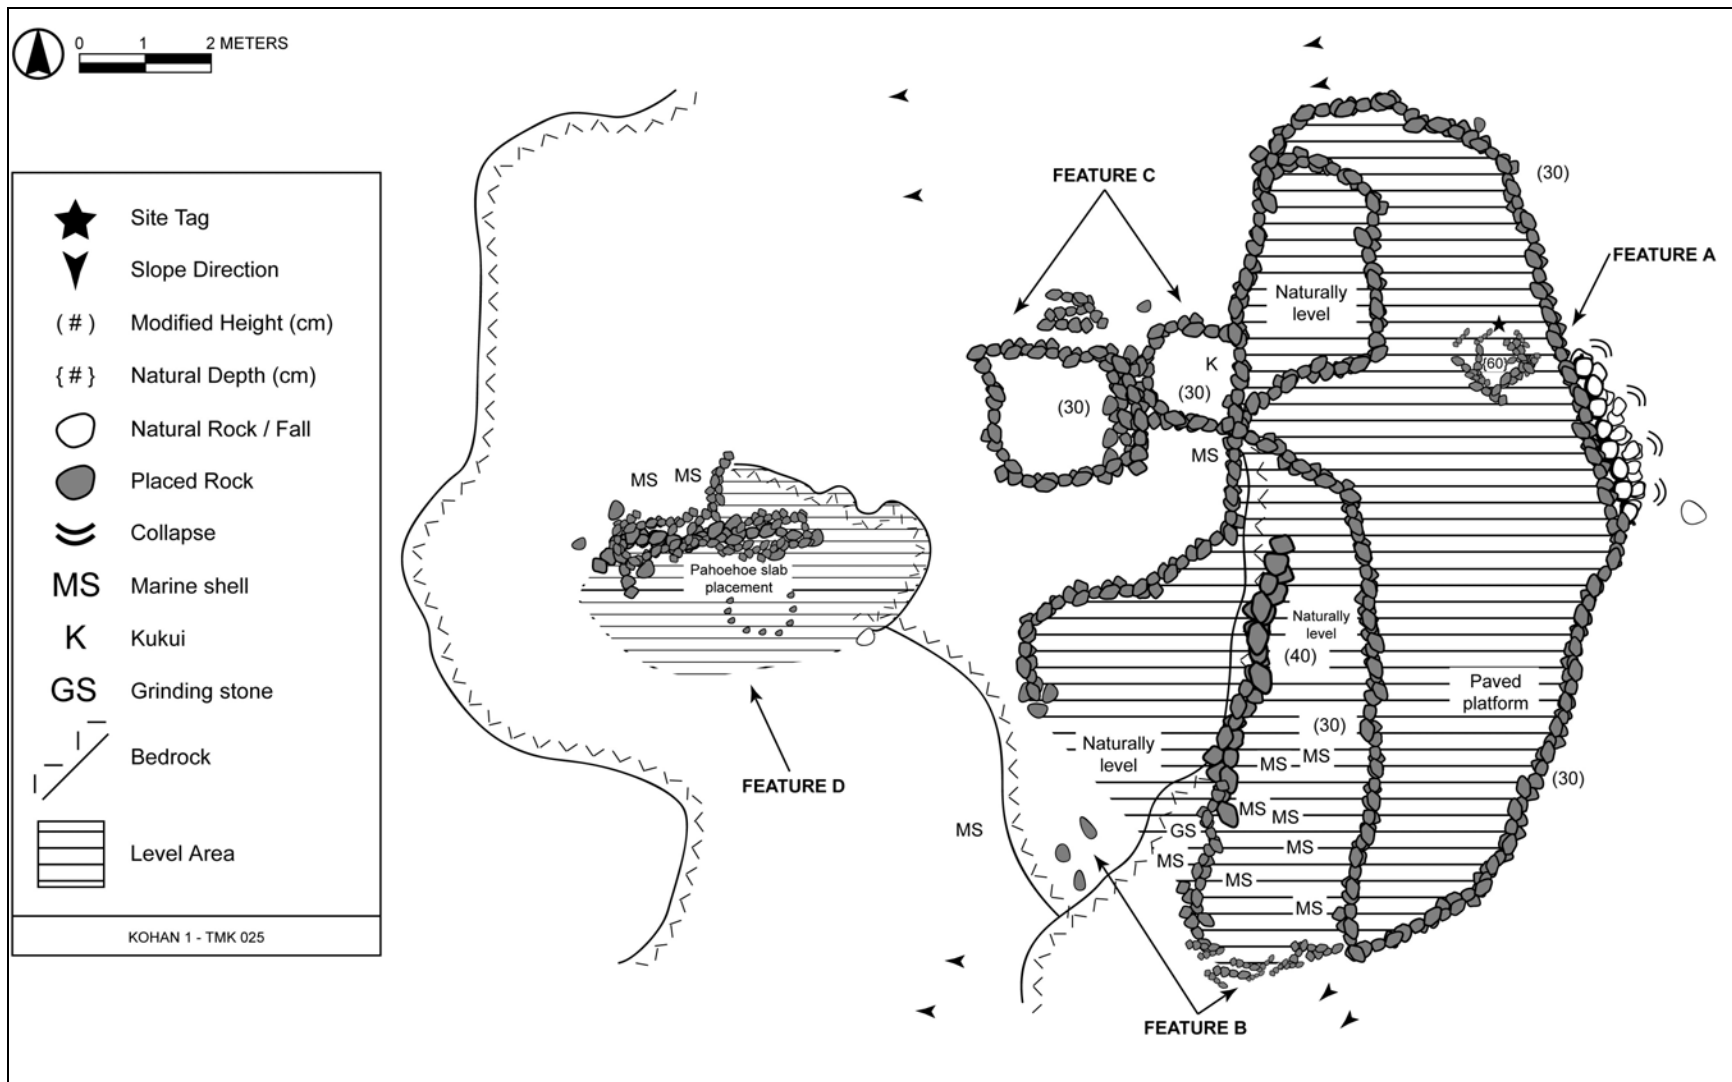 0 1 2 METERS
Site Tag
Slope Direction
( # ) Modified Height (cm)
{ # } Natural Depth (cm)
Natural Rock / Fall
Placed Rock
Collapse
MS Marine shell
K Kukui
GS Grinding stone
Bedrock
Level Area
KOHAN 1 - TMK 025
FEATURE C
(30)
FEATURE A
Naturally
level
{60}
K
(30)
(30)
MS
MS
MS
Pahoehoe slab
placement
Naturally
level
(40)
Paved
platform
(30)
Naturally
level
MS
MS
(30)
FEATURE D
MS
MS
MS
GS
MS
MS
MS
MS
FEATURE B